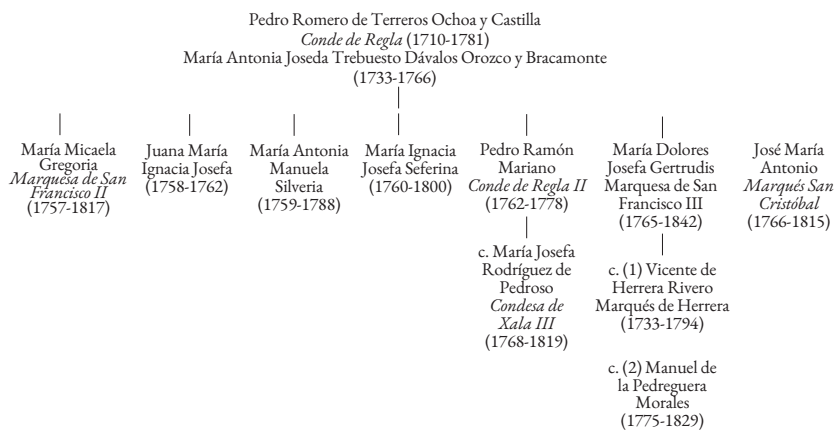 Pedro Romero de Terreros Ochoa y Castilla
Conde de Regla (1710-1781)
María Antonia Joseda Trebuesto Dávalos Orozco y Bracamonte
(1733-1766)
María Micaela
Gregoria
Marquesa de San
Francisco II
(1757-1817)
Juana María
Ignacia Josefa
(1758-1762)
María Antonia
Manuela
Silveria
(1759-1788)
María Ignacia
Josefa Seferina
(1760-1800)
Pedro Ramón
Mariano
Conde de Regla II
(1762-1778)
c. María Josefa
Rodríguez de
Pedroso
Condesa de
Xala III
(1768-1819)
María Dolores
Josefa Gertrudis
Marquesa de San
Francisco III
(1765-1842)
c. (1) Vicente de
Herrera Rivero
Marqués de Herrera
(1733-1794)
c. (2) Manuel de
la Pedreguera
Morales
(1775-1829)
José María
Antonio
Marqués San
Cristóbal
(1766-1815)